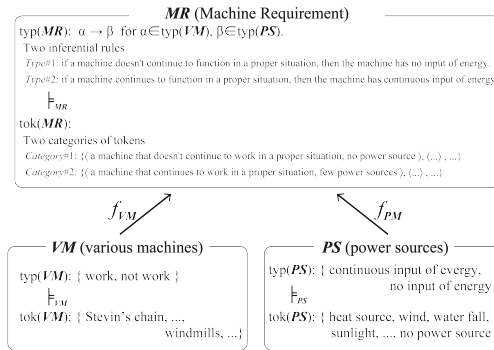 MR (Machine Requirement)
typ(MR): α → β for α∈typ(VM), β∈typ(PS).
Two inferential rules
Type#1: if a machine doesn't continue to function in a proper situation, then the machine has no input of energy.
Type#2: if a machine continues to function in a proper situation, then the machine has continuous input of energy
⊨MR
tok(MR):
Two categories of tokens
Category#1: {⟨ a machine that doesn't continue to work in a proper situation, no power source ⟩, ⟨...⟩ , ...}
Category#2: {⟨ a machine that continues to work in a proper situation, few power sources ⟩, ⟨...⟩ , ...}
fVM
fPM
VM (various machines)
typ(VM): { work, not work }
⊨VM
tok(VM): { Stevin's chain, ...,
windmills, ...}
PS (power sources)
typ(PS): { continuous input of evergy,
no input of energy }
⊨PS
tok(PS): { heat source, wind, water fall,
sunlight, ..., no power source }